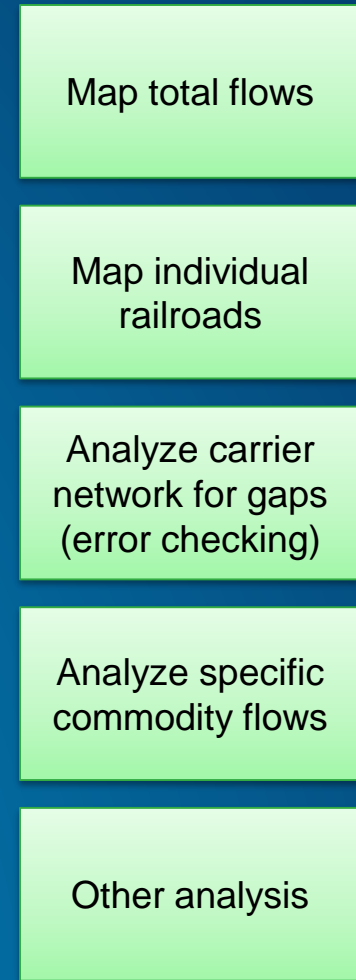 Map total flows
Map individual
railroads
Analyze carrier
network for gaps
(error checking)
Analyze specific
commodity flows
Other analysis